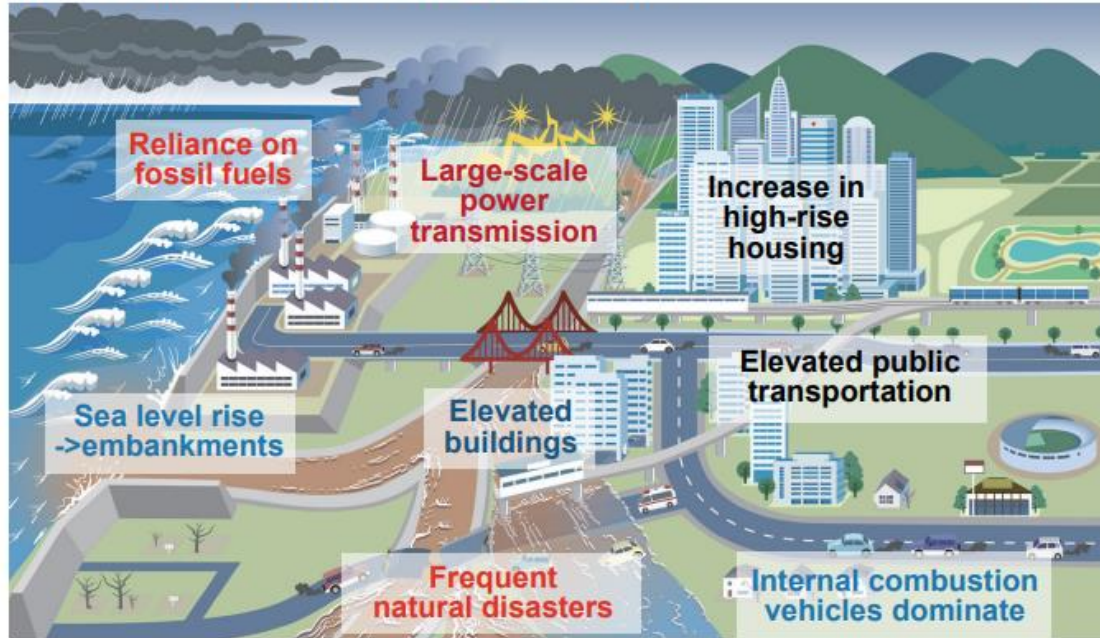 Reliance on
fossil fuels
Large-scale
power
transmission
Increase in
high-rise
housing
Sea level rise
->embankments
Elevated
buildings
Elevated public
transportation
Frequent
natural disasters
Internal combustion
vehicles dominate